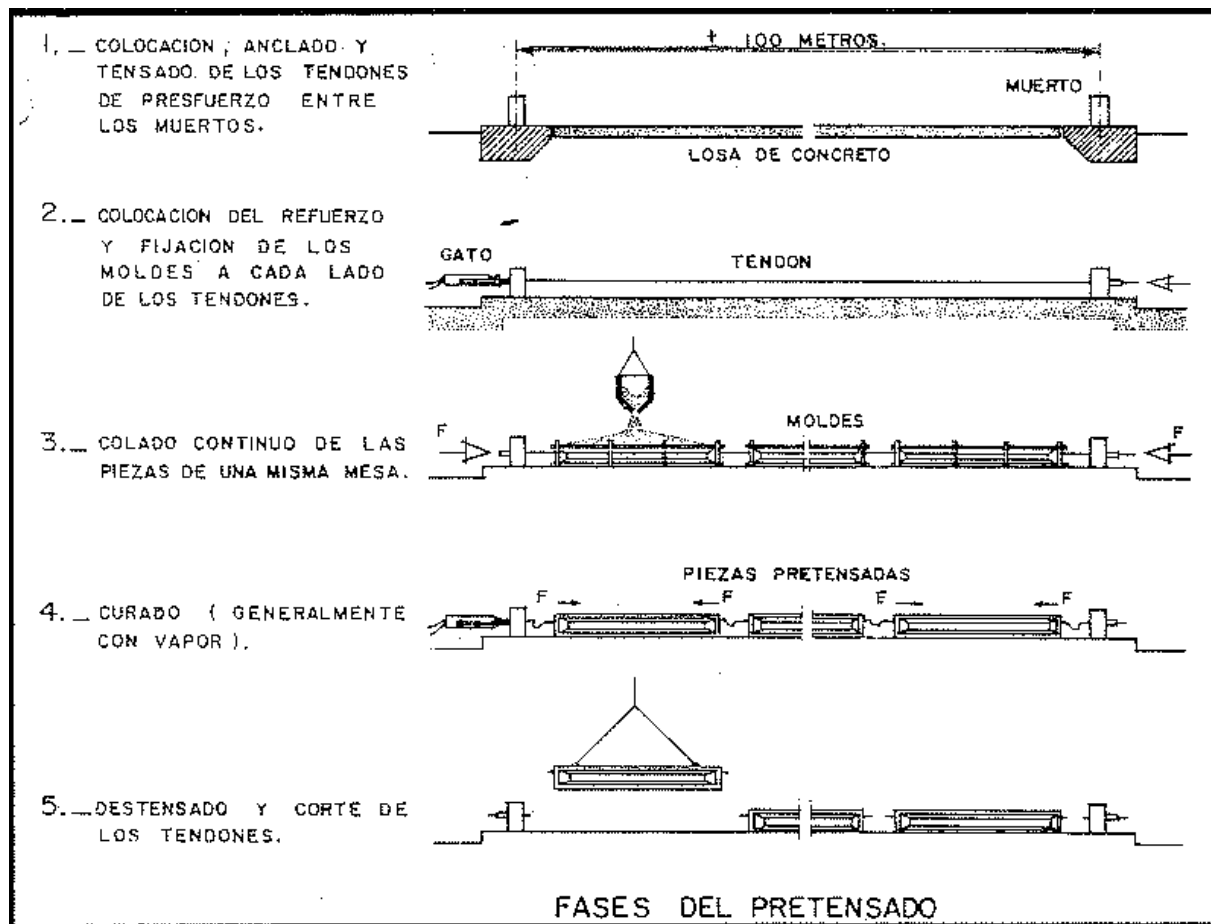 1._ COLOCACION, ANCLADO Y
TENSADO DE LOS TENDONES
DE PRESFUERZO ENTRE
LOS MUERTOS.
± 100 METROS.
MUERTO
LOSA DE CONCRETO
2._ COLOCACION DEL REFUERZO
Y FIJACION DE LOS
MOLDES A CADA LADO
DE LOS TENDONES.
GATO
TENDON
3._ COLADO CONTINUO DE LAS
PIEZAS DE UNA MISMA MESA.
F
MOLDES
F
4._ CURADO ( GENERALMENTE
CON VAPOR ).
PIEZAS PRETENSADAS
F F F F
5._ DESTENSADO Y CORTE DE
LOS TENDONES.
FASES DEL PRETENSADO